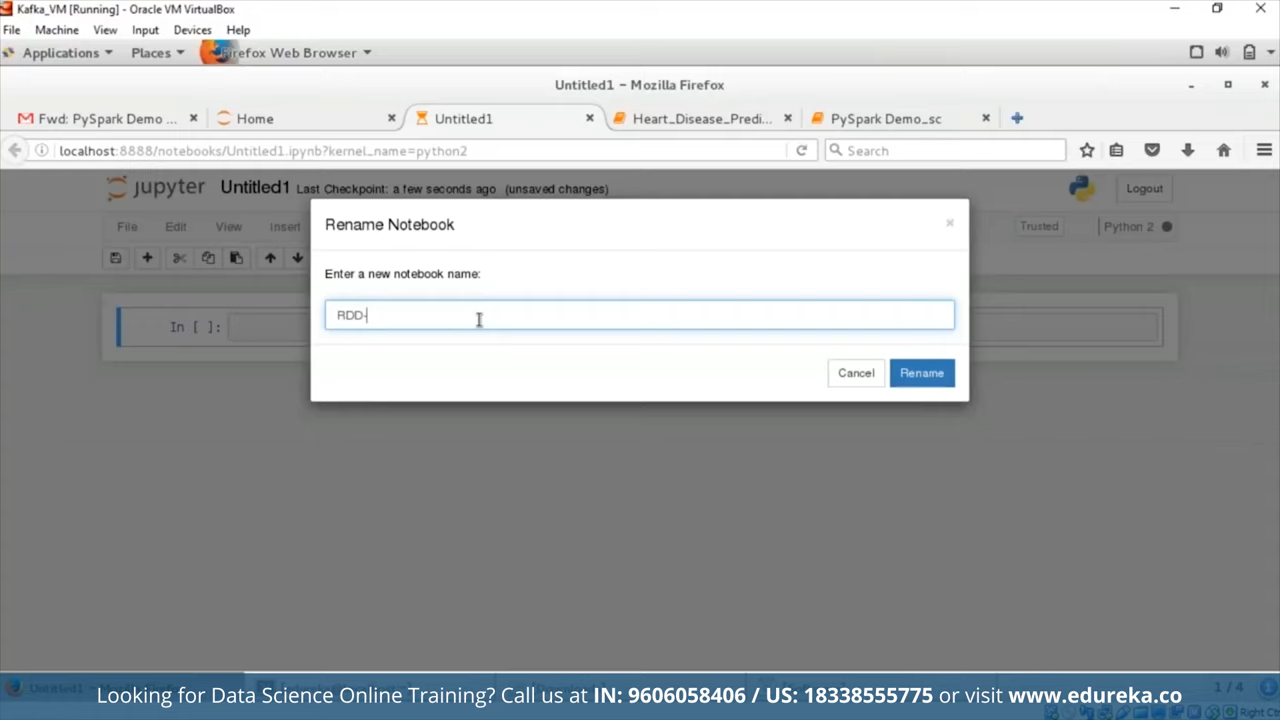 Kafka_VM [Running] - Oracle VM VirtualBox
File Machine View Input Devices Help
Applications Places Firefox Web Browser
Untitled1 - Mozilla Firefox
Fwd: PySpark Demo ... Home Untitled1 Heart_Disease_Predi... PySpark Demo_sc
localhost:8888/notebooks/Untitled1.ipynb?kernel_name=python2 Search
jupyter Untitled1 Last Checkpoint: a few seconds ago (unsaved changes) Logout
File Edit View Insert Trusted Python 2
Rename Notebook
Enter a new notebook name:
In [ ]:
RDD-
Cancel Rename
Looking for Data Science Online Training? Call us at IN: 9606058406 / US: 18338555775 or visit www.edureka.co
1 / 4
Right Ct